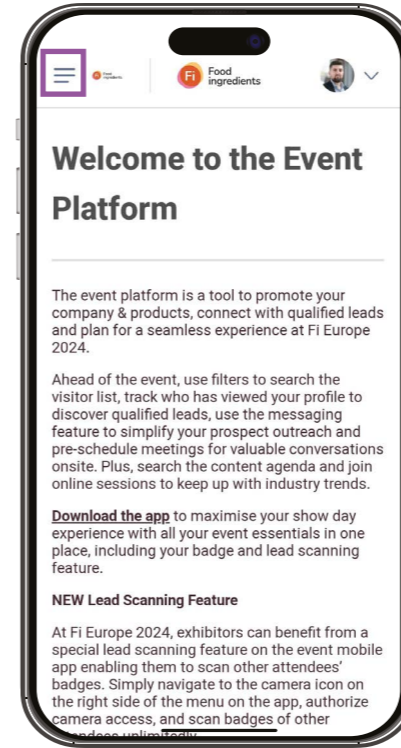 Fi Food
ingredients
Welcome to the Event
Platform
The event platform is a tool to promote your
company & products, connect with qualified leads
and plan for a seamless experience at Fi Europe
2024.
Ahead of the event, use filters to search the
visitor list, track who has viewed your profile to
discover qualified leads, use the messaging
feature to simplify your prospect outreach and
pre-schedule meetings for valuable conversations
onsite. Plus, search the content agenda and join
online sessions to keep up with industry trends.
Download the app to maximise your show day
experience with all your event essentials in one
place, including your badge and lead scanning
feature.
NEW Lead Scanning Feature
At Fi Europe 2024, exhibitors can benefit from a
special lead scanning feature on the event mobile
app enabling them to scan other attendees’
badges. Simply navigate to the camera icon on
the right side of the menu on the app, authorize
camera access, and scan badges of other